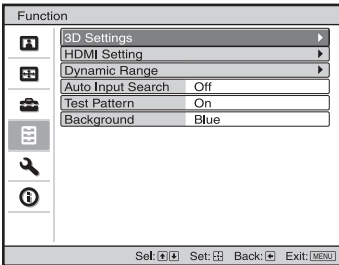 Function
3D Settings
HDMI Setting
Dynamic Range
Auto Input Search Off
Test Pattern On
Background Blue
Sel: Set: Back: Exit: MENU